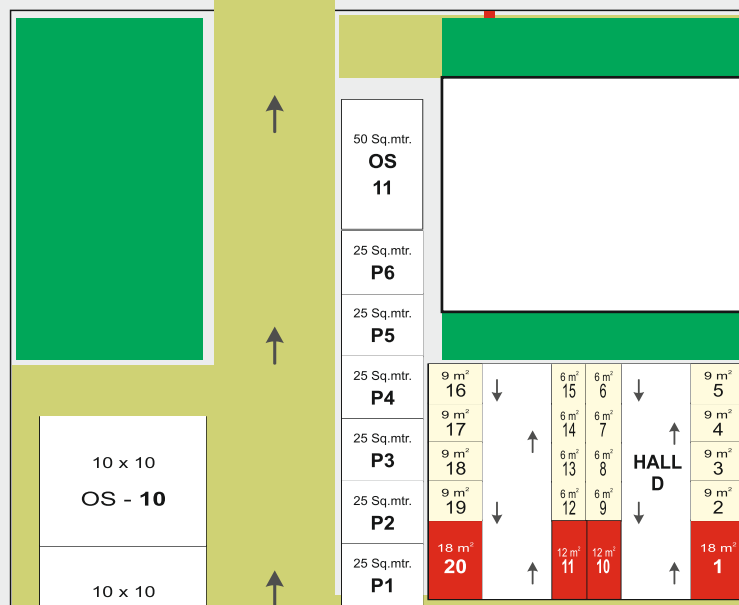 50 Sq.mtr.
OS
11
25 Sq.mtr.
P6
25 Sq.mtr.
P5
25 Sq.mtr.
P4
25 Sq.mtr.
P3
25 Sq.mtr.
P2
25 Sq.mtr.
P1
10 x 10
OS - 10
10 x 10
9 m²
16
9 m²
17
9 m²
18
9 m²
19
18 m²
20
6 m²
15
6 m²
14
6 m²
13
6 m²
12
12 m²
11
6 m²
6
6 m²
7
6 m²
8
6 m²
9
12 m²
10
HALL
D
9 m²
5
9 m²
4
9 m²
3
9 m²
2
18 m²
1